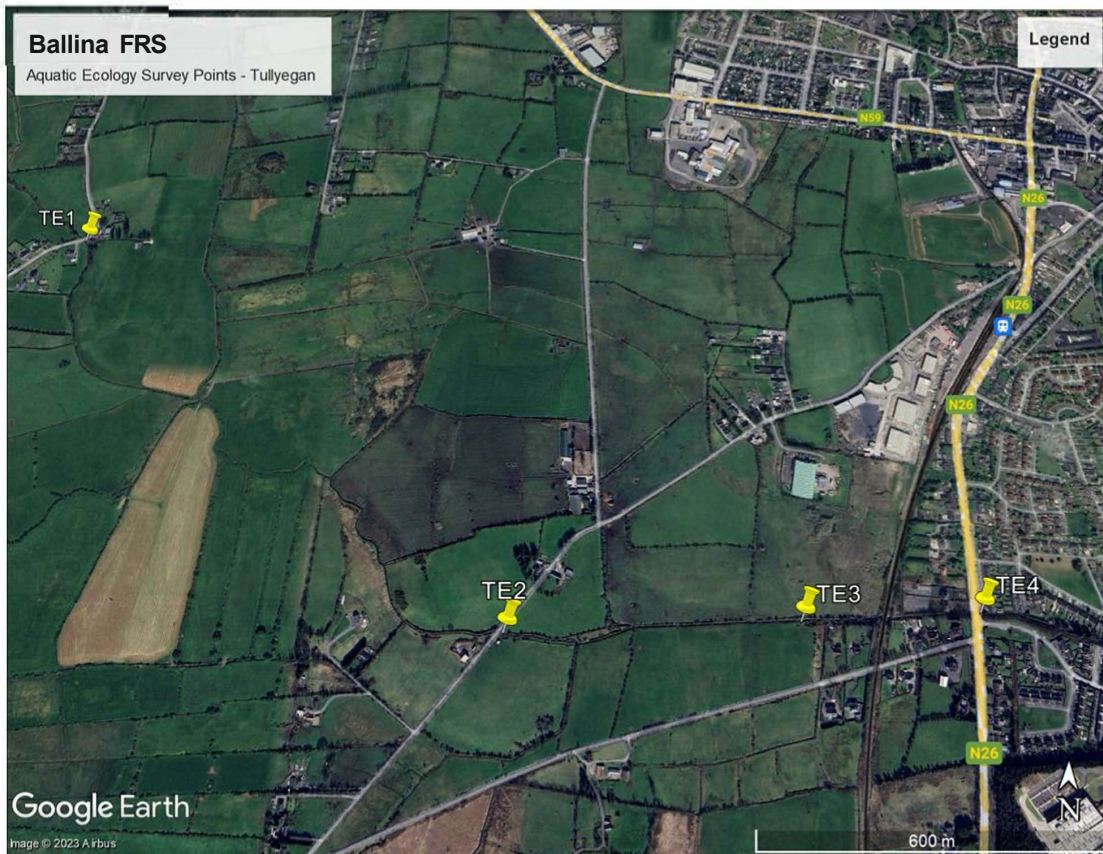 Ballina FRS
Aquatic Ecology Survey Points - Tullyegan
Legend
N59
N26
TE1
N26
N26
TE2
TE3
TE4
N26
Google Earth
N
Image © 2023 Airbus
600 m